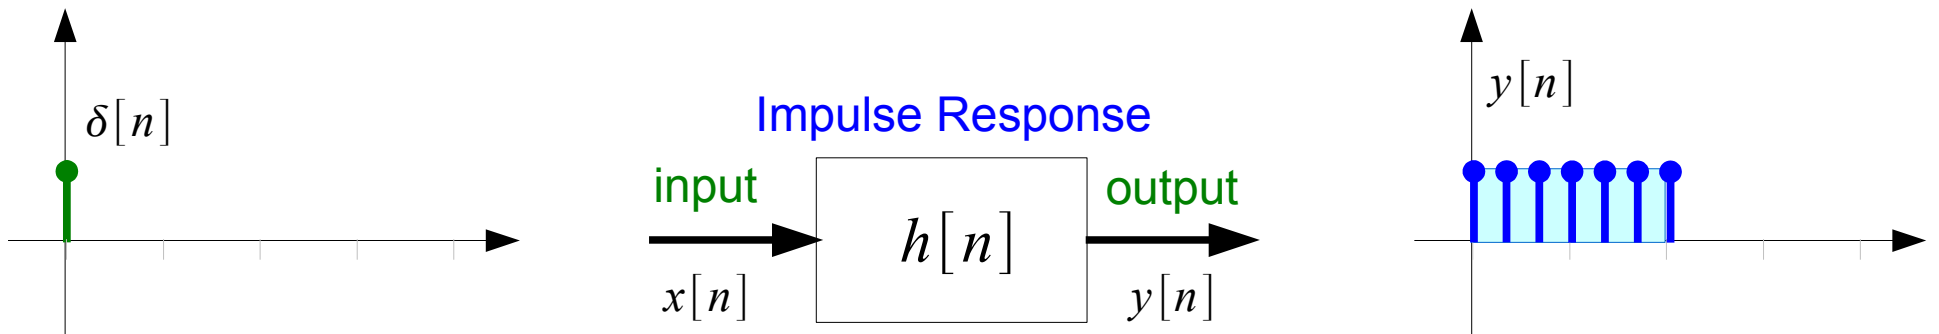 δ[n]
Impulse Response
input
output
h[n]
x[n]
y[n]
y[n]